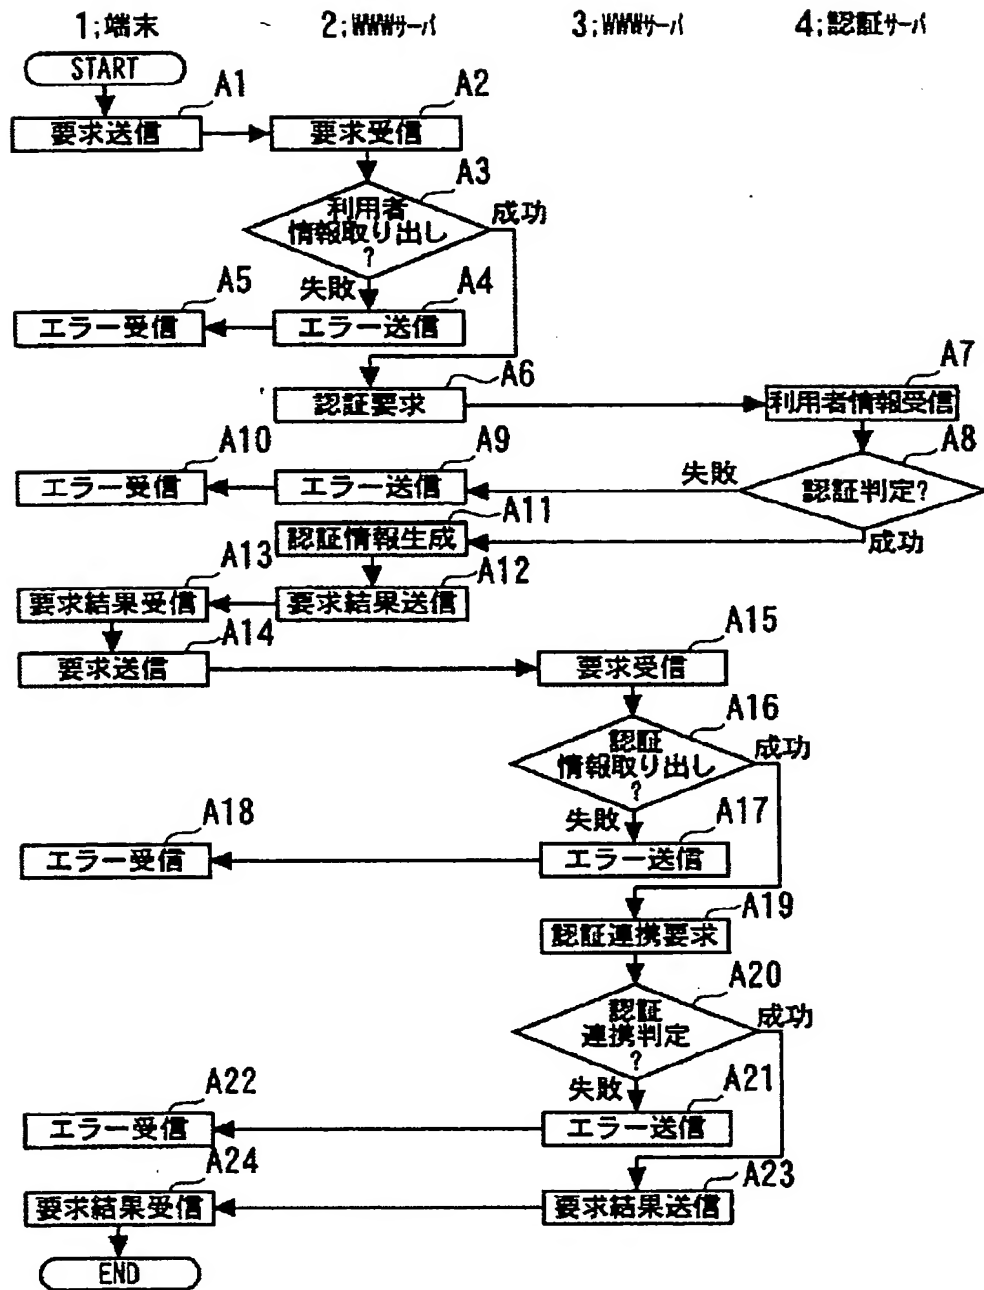 1;端末
2;WWWサーバ
3;WWWサーバ
4;認証サーバ
START
A1
要求送信
A2
要求受信
A3
利用者
情報取り出し
?
成功
失敗
A4
エラー送信
A5
エラー受信
A6
認証要求
A7
利用者情報受信
A8
認証判定?
失敗
成功
A9
エラー送信
A10
エラー受信
A11
認証情報生成
A12
要求結果送信
A13
要求結果受信
A14
要求送信
A15
要求受信
A16
認証
情報取り出し
?
成功
失敗
A17
エラー送信
A18
エラー受信
A19
認証連携要求
A20
認証
連携判定
?
成功
失敗
A21
エラー送信
A22
エラー受信
A23
要求結果送信
A24
要求結果受信
END